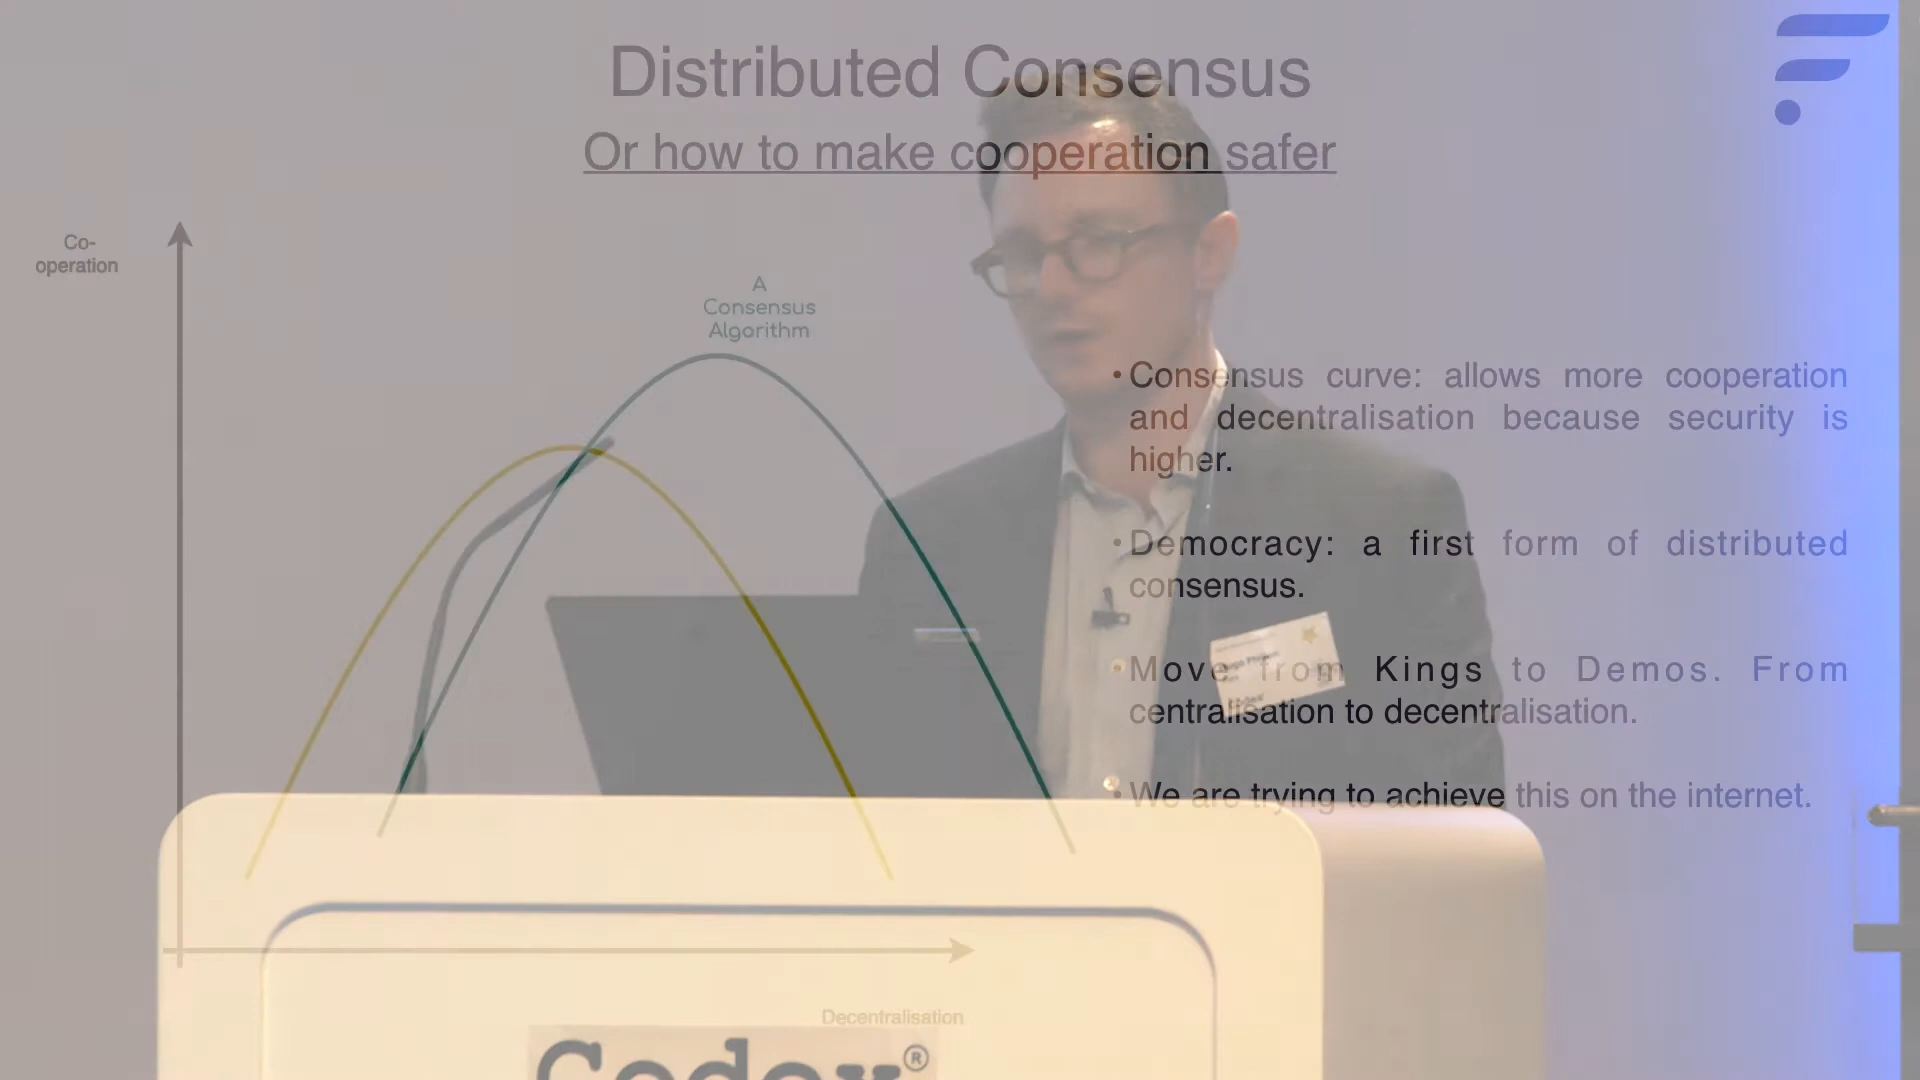 Distributed Consensus
Or how to make cooperation safer
Co-
operation
A
Consensus
Algorithm
• Consensus curve: allows more cooperation
and decentralisation because security is
higher.
• Democracy: a first form of distributed
consensus.
• Move from Kings to Demos. From
centralisation to decentralisation.
• We are trying to achieve this on the internet.
Decentralisation
Codex®